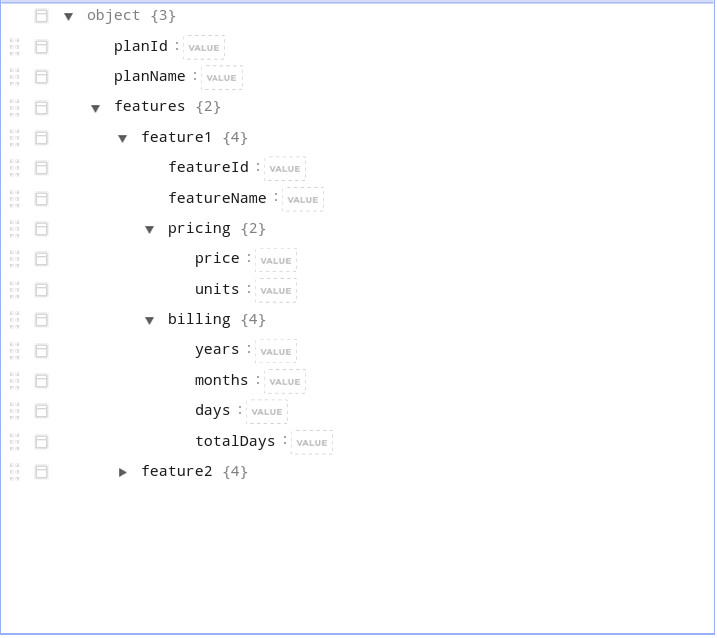 object {3}
planId : VALUE
planName : VALUE
features {2}
feature1 {4}
featureId : VALUE
featureName : VALUE
pricing {2}
price : VALUE
units : VALUE
billing {4}
years : VALUE
months : VALUE
days : VALUE
totalDays : VALUE
feature2 {4}